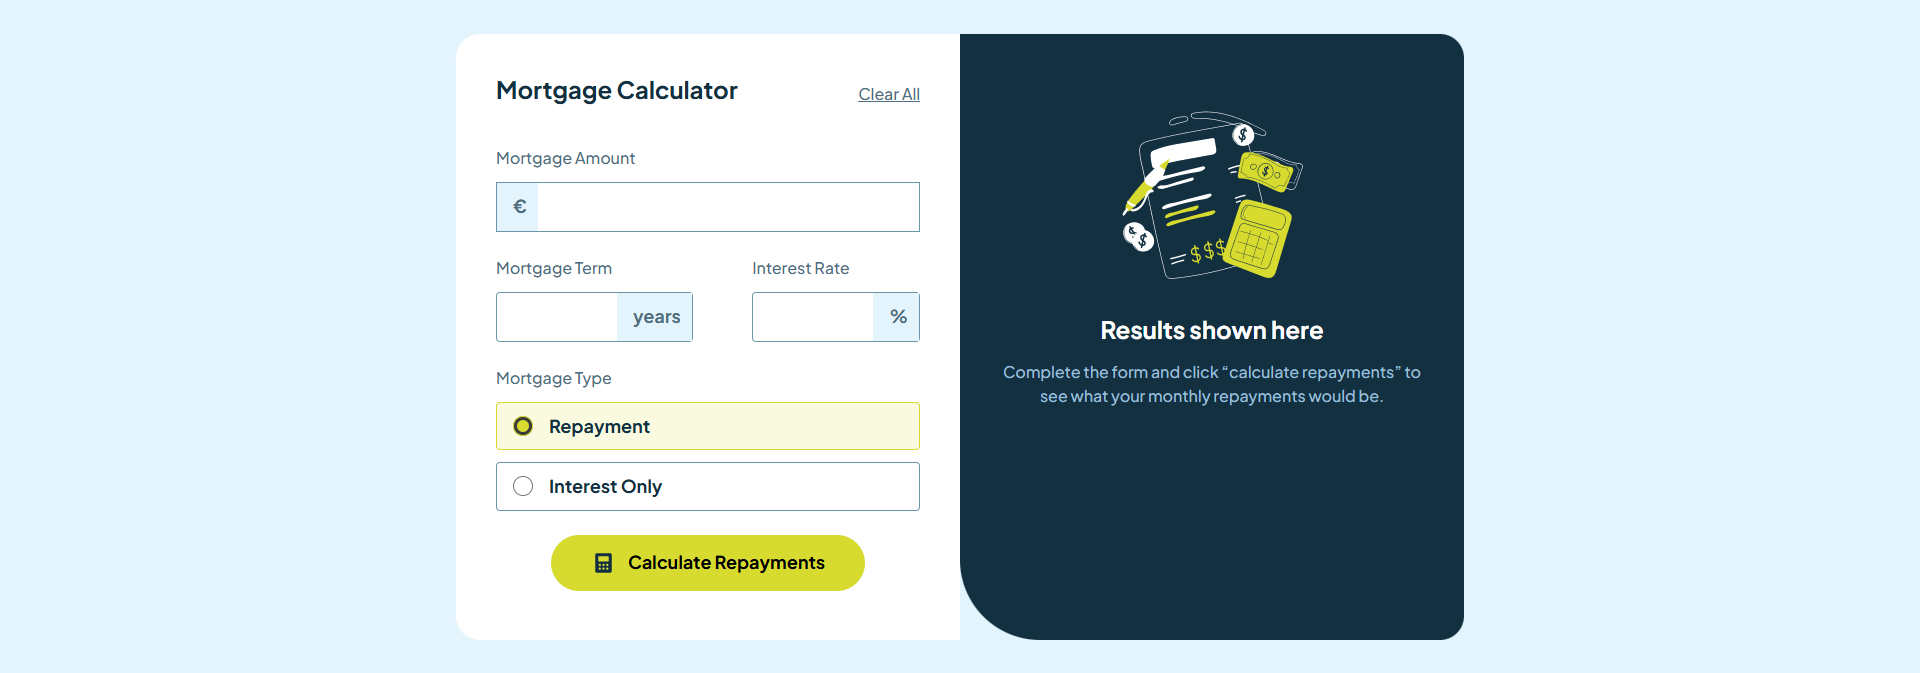 Mortgage Calculator
Clear All
Mortgage Amount
€
Mortgage Term
Interest Rate
years
%
Mortgage Type
Repayment
Interest Only
Calculate Repayments
$
$
$
$
$$$
Results shown here
Complete the form and click “calculate repayments” to
see what your monthly repayments would be.